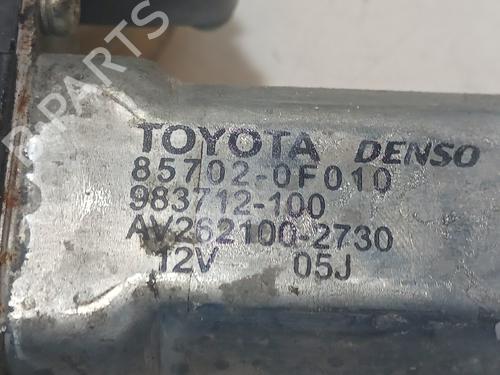 TOYOTA DENSO
85702-0F010
983712-100
AV262100-2730
12V 05J